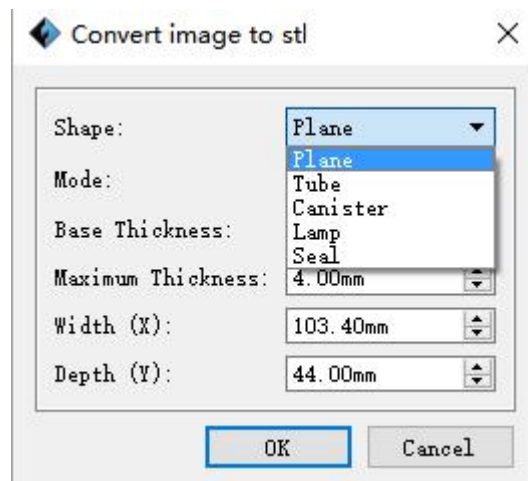 Convert image to stl
Shape: Plane
Plane
Mode:
Tube
Canister
Base Thickness:
Lamp
Seal
Maximum Thickness: 4.00mm
Width (X): 103.40mm
Depth (Y): 44.00mm
OK Cancel